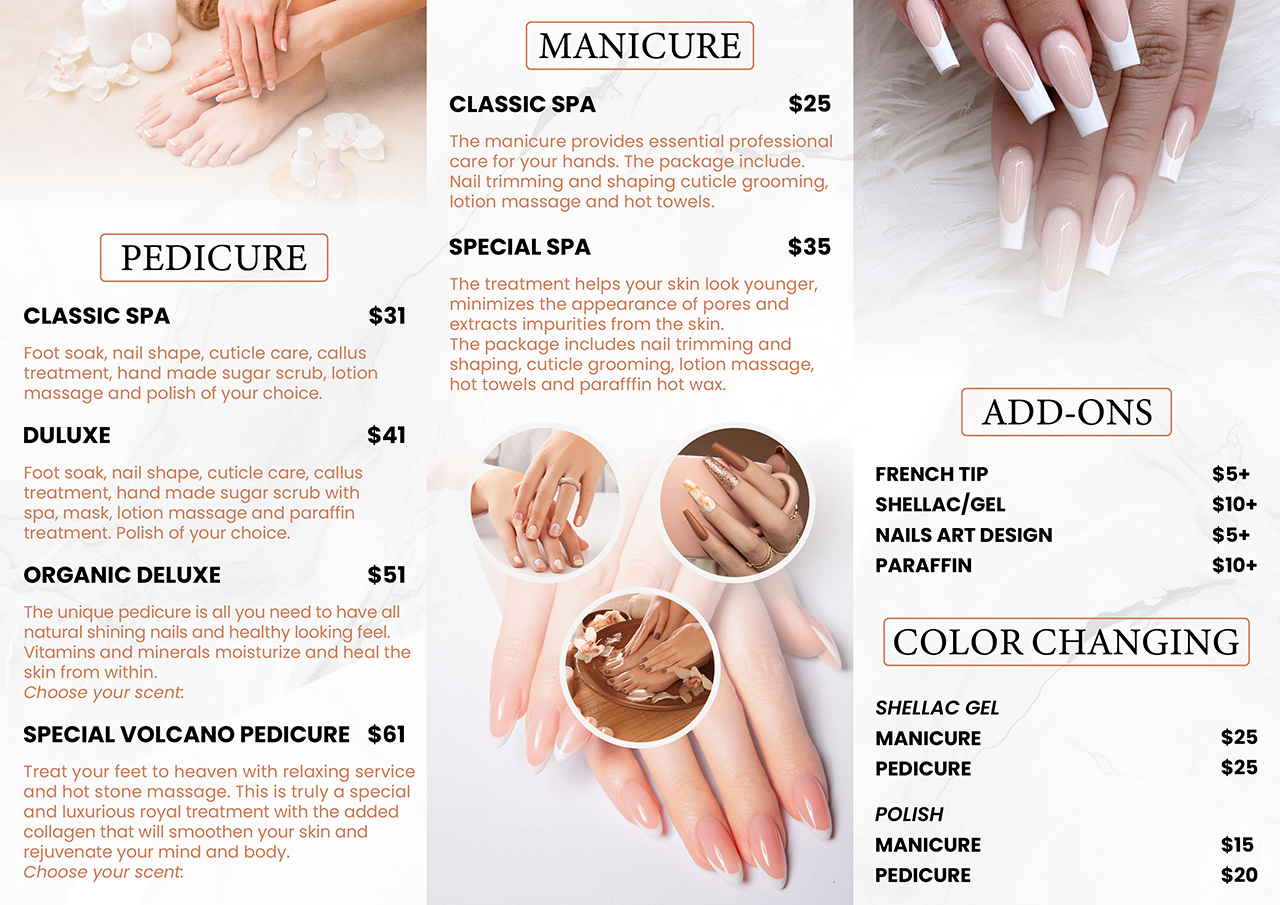 PEDICURE
CLASSIC SPA $31
Foot soak, nail shape, cuticle care, callus
treatment, hand made sugar scrub, lotion
massage and polish of your choice.
DULUXE $41
Foot soak, nail shape, cuticle care, callus
treatment, hand made sugar scrub with
spa, mask, lotion massage and paraffin
treatment. Polish of your choice.
ORGANIC DELUXE $51
The unique pedicure is all you need to have all
natural shining nails and healthy looking feel.
Vitamins and minerals moisturize and heal the
skin from within.
Choose your scent:
SPECIAL VOLCANO PEDICURE $61
Treat your feet to heaven with relaxing service
and hot stone massage. This is truly a special
and luxurious royal treatment with the added
collagen that will smoothen your skin and
rejuvenate your mind and body.
Choose your scent:
MANICURE
CLASSIC SPA $25
The manicure provides essential professional
care for your hands. The package include.
Nail trimming and shaping cuticle grooming,
lotion massage and hot towels.
SPECIAL SPA $35
The treatment helps your skin look younger,
minimizes the appearance of pores and
extracts impurities from the skin.
The package includes nail trimming and
shaping, cuticle grooming, lotion massage,
hot towels and parafffin hot wax.
ADD-ONS
FRENCH TIP $5+
SHELLAC/GEL $10+
NAILS ART DESIGN $5+
PARAFFIN $10+
COLOR CHANGING
SHELLAC GEL
MANICURE $25
PEDICURE $25
POLISH
MANICURE $15
PEDICURE $20